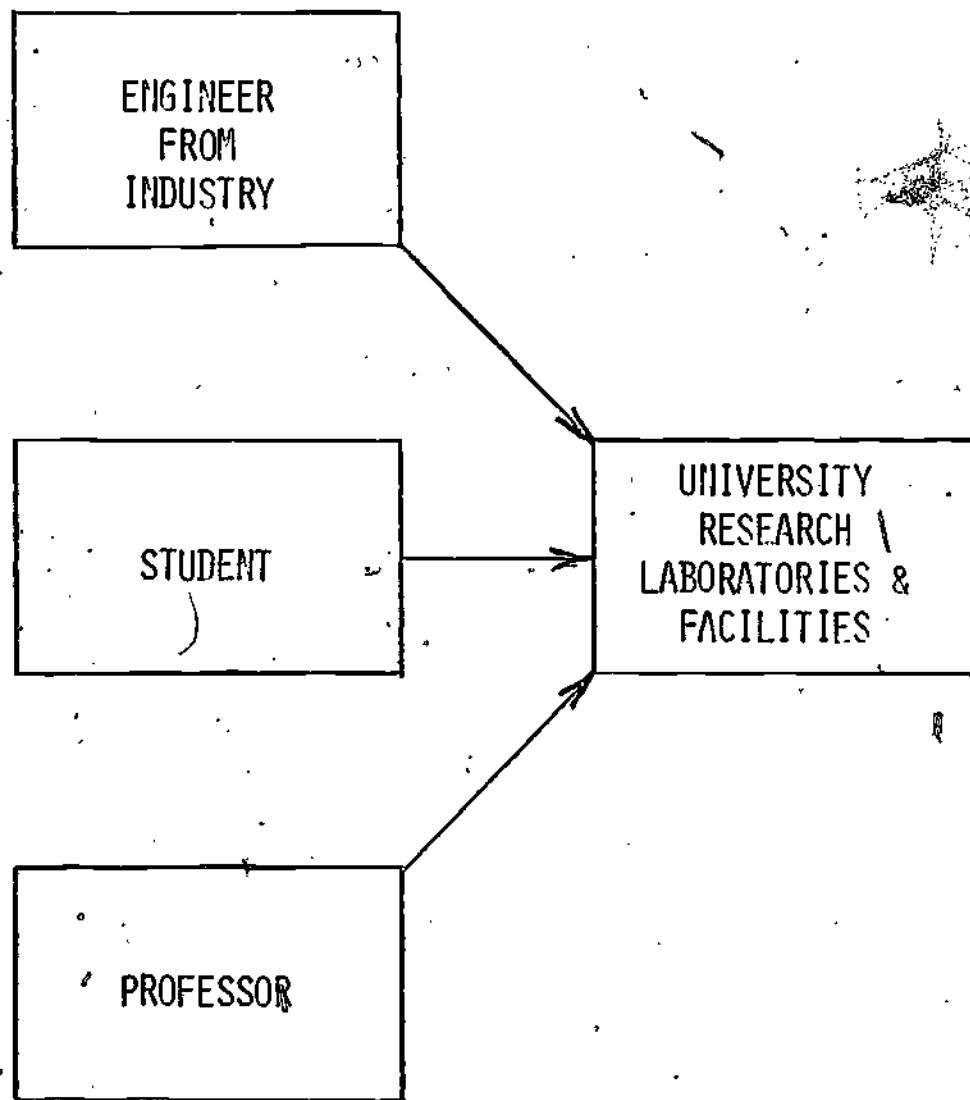 ENGINEER
FROM
INDUSTRY
STUDENT
UNIVERSITY
RESEARCH
LABORATORIES &
FACILITIES
PROFESSOR